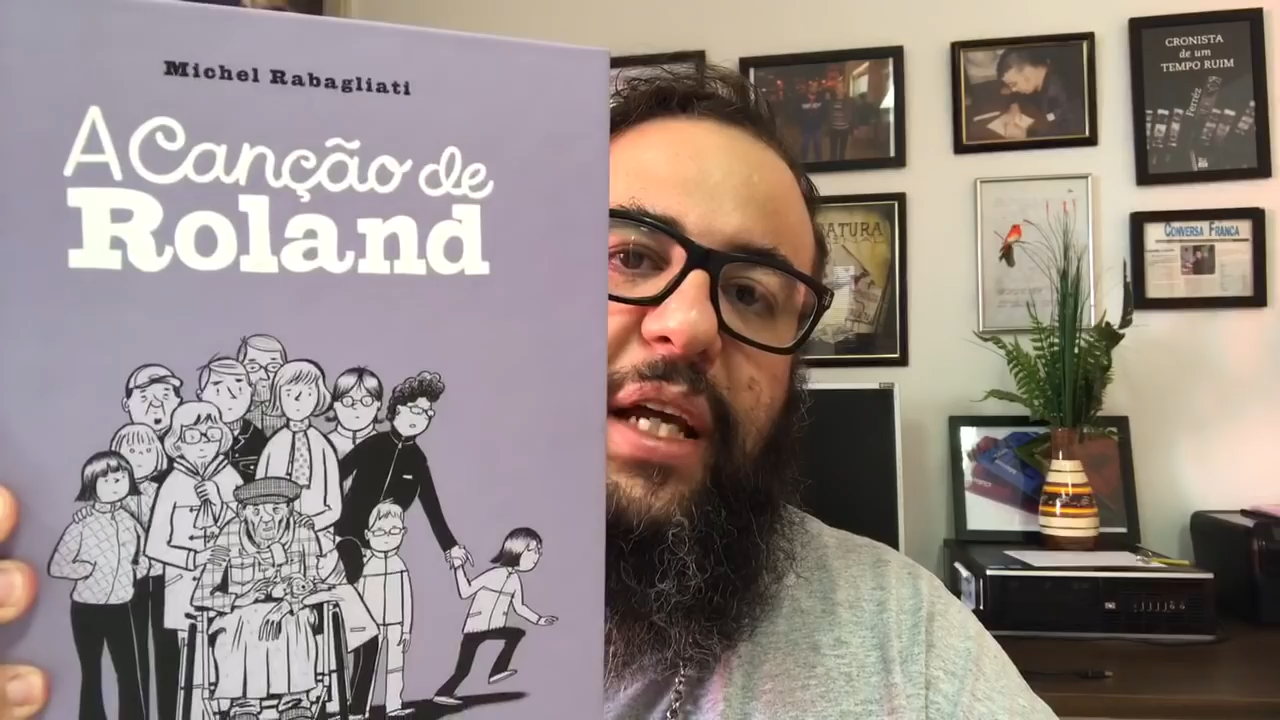 Michel Rabagliati
A Canção de
Roland
CRONISTA
de um
TEMPO RUIM
Ferréz
CONVERSA FRANCA